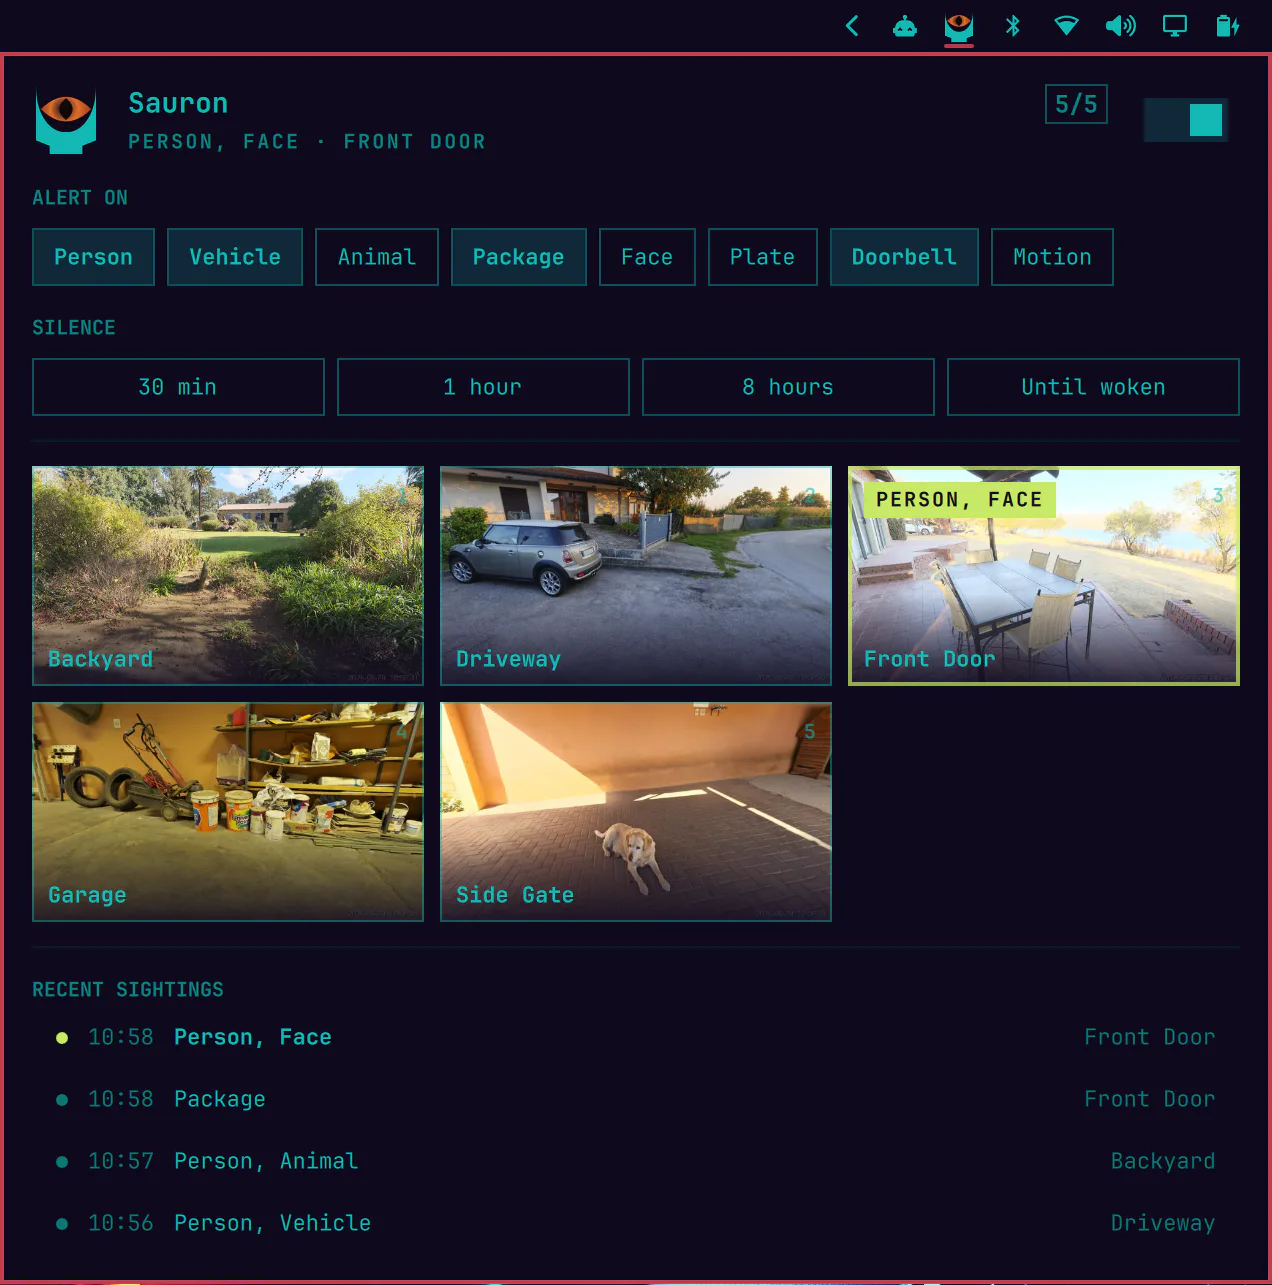 Sauron
5/5
PERSON, FACE · FRONT DOOR
ALERT ON
Person Vehicle Animal Package Face Plate Doorbell Motion
SILENCE
30 min 1 hour 8 hours Until woken
1
2
PERSON, FACE
3
Backyard
Driveway
Front Door
4
5
Garage
Side Gate
RECENT SIGHTINGS
10:58 Person, Face Front Door
10:58 Package Front Door
10:57 Person, Animal Backyard
10:56 Person, Vehicle Driveway